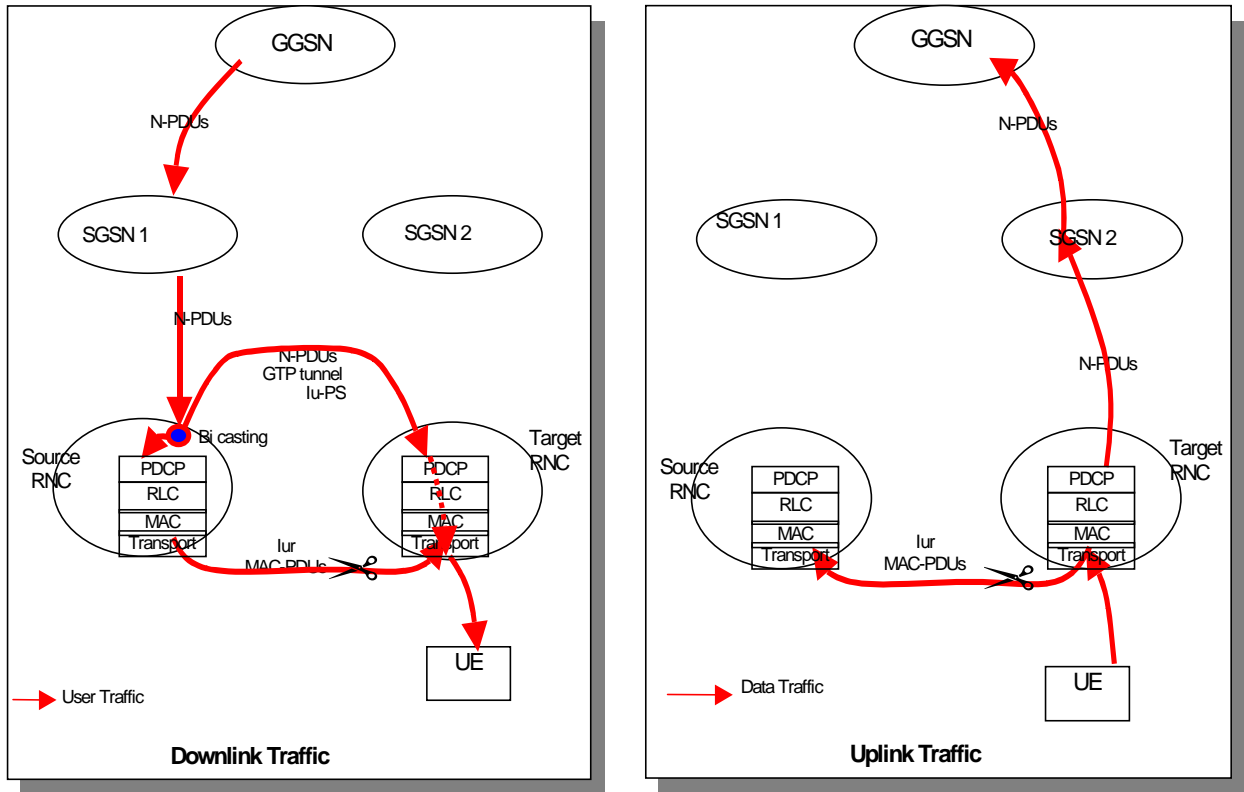 GGSN
N-PDUs
SGSN 1
SGSN 2
N-PDUs
N-PDUs
GTP tunnel
Iu-PS
Bi casting
Source
RNC
Target
RNC
PDCP
RLC
MAC
Transport
PDCP
RLC
MAC
Transport
Iur
MAC-PDUs
UE
User Traffic
Downlink Traffic
GGSN
N-PDUs
SGSN 1
SGSN 2
N-PDUs
Source
RNC
Target
RNC
PDCP
RLC
MAC
Transport
PDCP
RLC
MAC
Transport
Iur
MAC-PDUs
UE
Data Traffic
Uplink Traffic